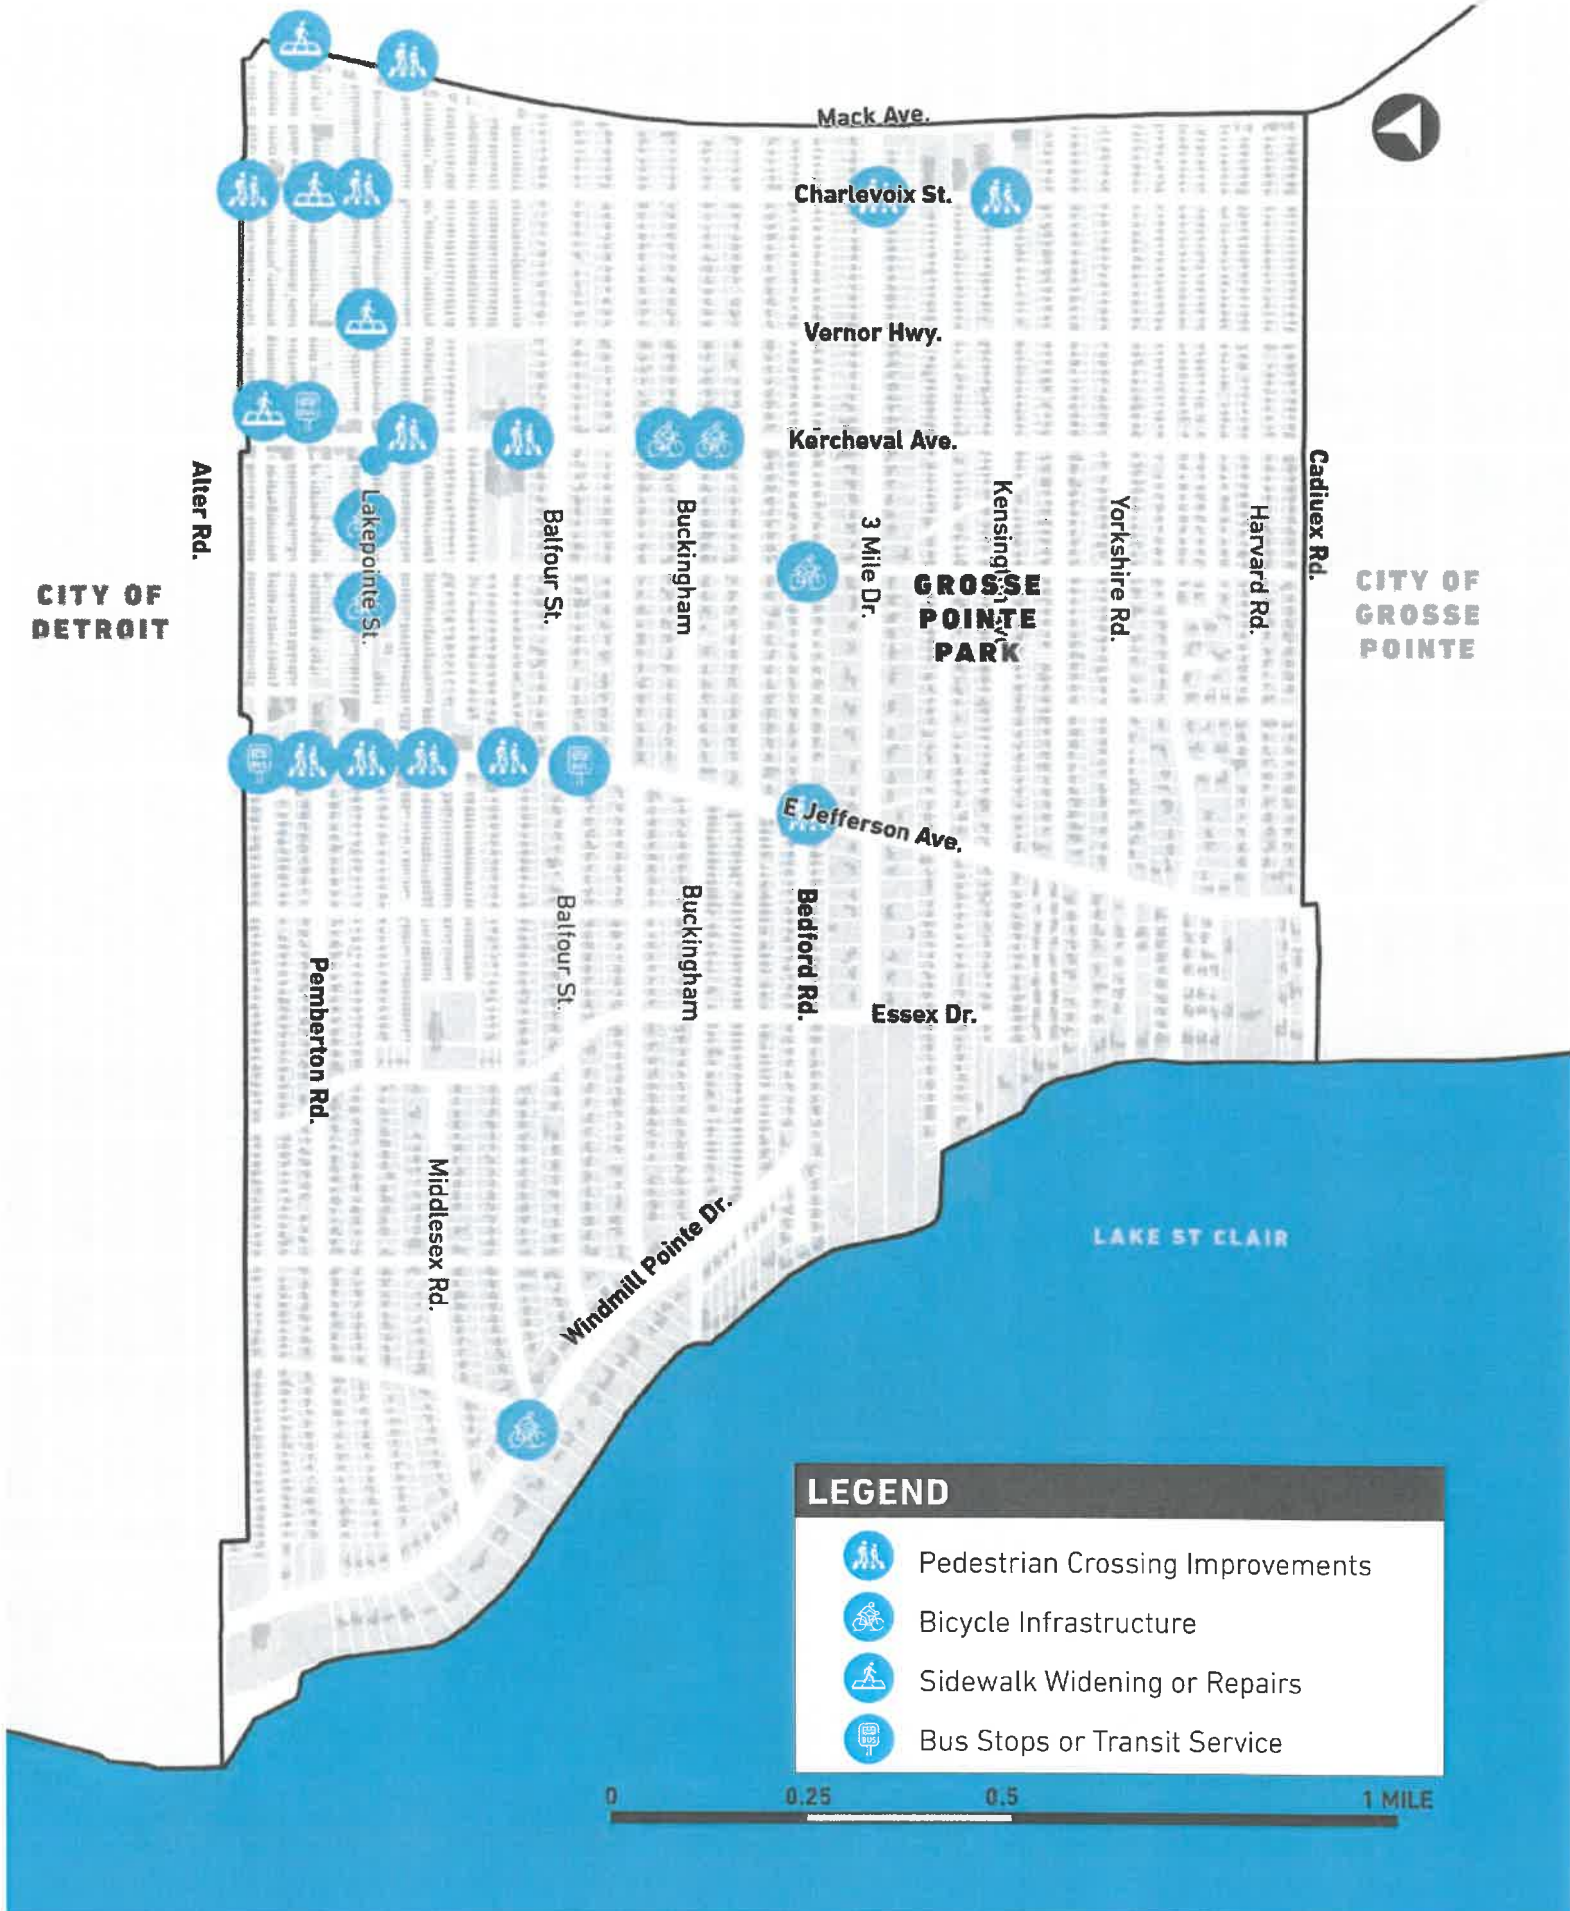 Mack Ave.
Charlevoix St.
Vernor Hwy.
Kercheval Ave.
Alter Rd.
Lakepointe St.
Balfour St.
Buckingham
3 Mile Dr.
Yorkshire Rd.
Harvard Rd.
Cadiuex Rd.
CITY OF
DETROIT
GROSSE
POINTE
PARK
CITY OF
GROSSE
POINTE
E Jefferson Ave.
Pemberton Rd.
Balfour St.
Buckingham
Bedford Rd.
Essex Dr.
Middlesex Rd.
Windmill Pointe Dr.
LAKE ST CLAIR
LEGEND
Pedestrian Crossing Improvements
Bicycle Infrastructure
Sidewalk Widening or Repairs
BUS
Bus Stops or Transit Service
0 0.25 0.5 1 MILE